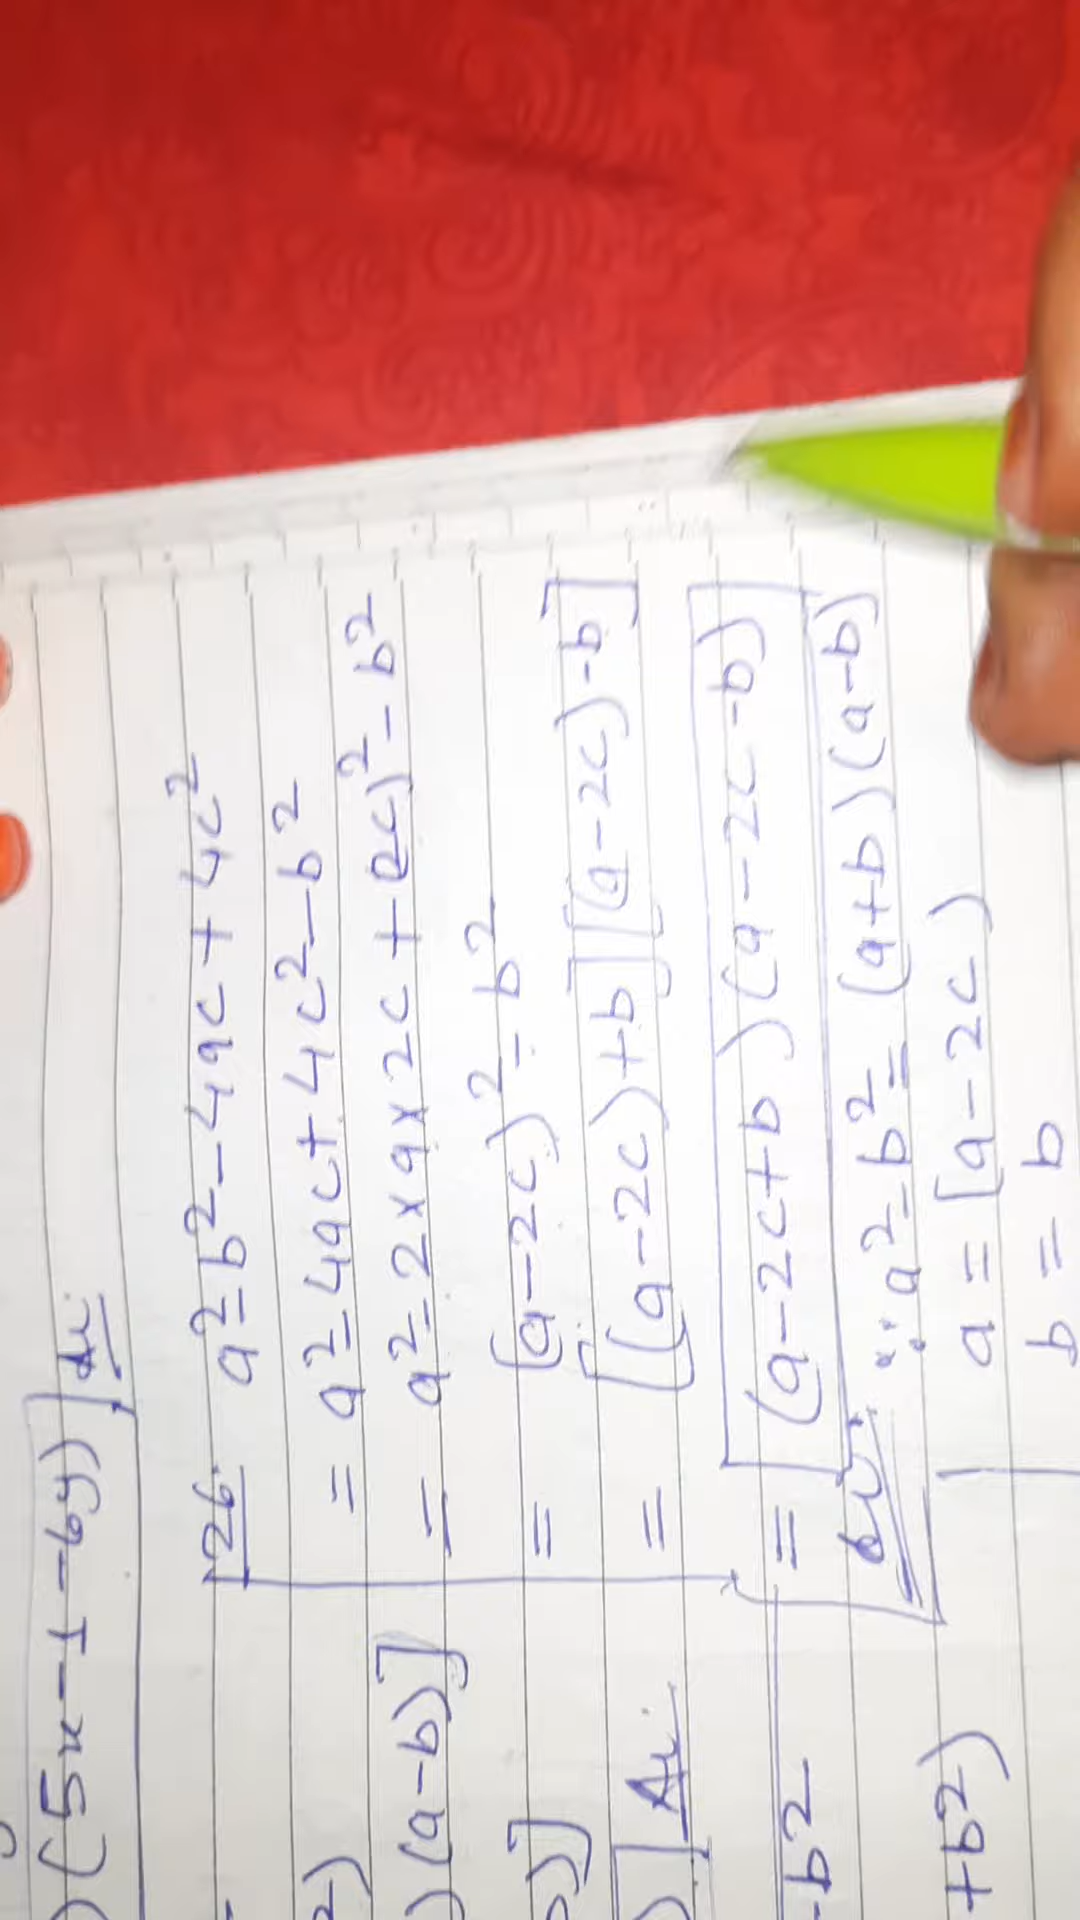 (5x-1-6y)] Ans.
26. a²-b²-4ac+4c²
= a²-4ac+4c²-b²
= a²-2×a×2c+(2c)²-b²
= (a-2c)²-b²
= [(a-2c)+b][(a-2c)-b]
= (a-2c+b)(a-2c-b)
Ans. ∵ a²-b²=(a+b)(a-b)
a = (a-2c)
b = b
)(a-b)]
)] Ans.
-b²
+b²)